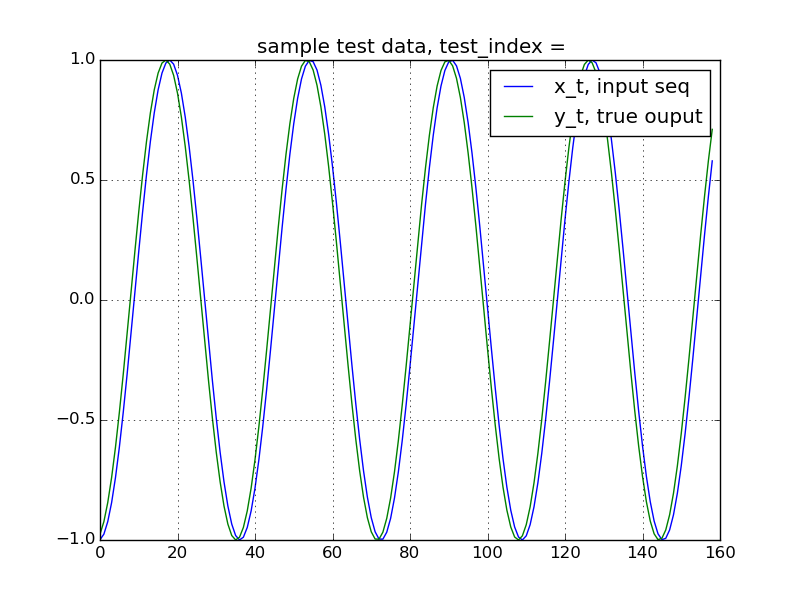 sample test data, test_index =
1.0
0.5
0.0
−0.5
−1.0
x_t, input seq
y_t, true ouput
0 20 40 60 80 100 120 140 160